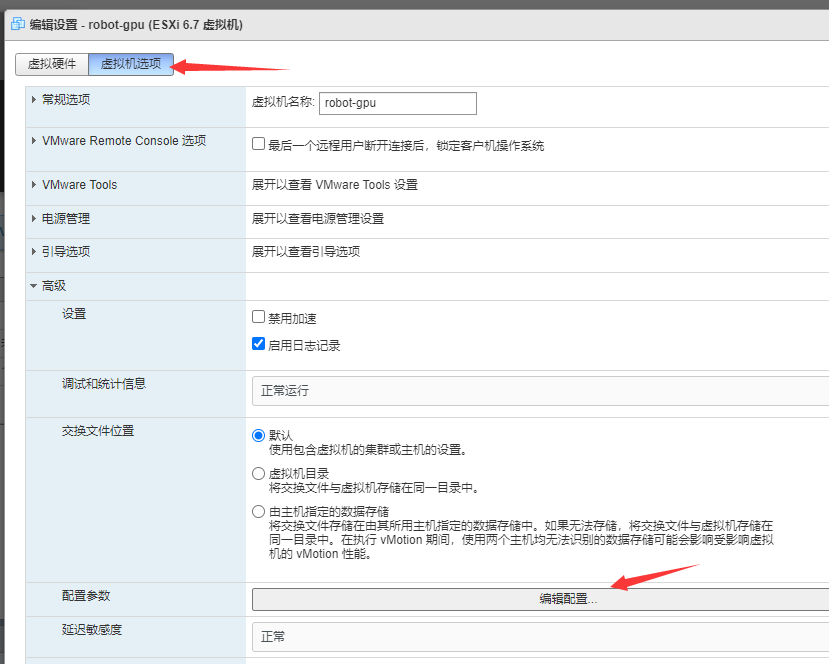 编辑设置 - robot-gpu (ESXi 6.7 虚拟机)
虚拟硬件
虚拟机选项
常规选项
虚拟机名称: robot-gpu
VMware Remote Console 选项
最后一个远程用户断开连接后，锁定客户机操作系统
VMware Tools
展开以查看 VMware Tools 设置
电源管理
展开以查看电源管理设置
引导选项
展开以查看引导选项
高级
设置
禁用加速
启用日志记录
调试和统计信息
正常运行
交换文件位置
默认
使用包含虚拟机的集群或主机的设置。
虚拟机目录
将交换文件与虚拟机存储在同一目录中。
由主机指定的数据存储
将交换文件存储在由其所用主机指定的数据存储中。如果无法存储，将交换文件与虚拟机存储在
同一目录中。在执行 vMotion 期间，使用两个主机均无法识别的数据存储可能会影响受影响虚拟
机的 vMotion 性能。
配置参数
编辑配置...
延迟敏感度
正常